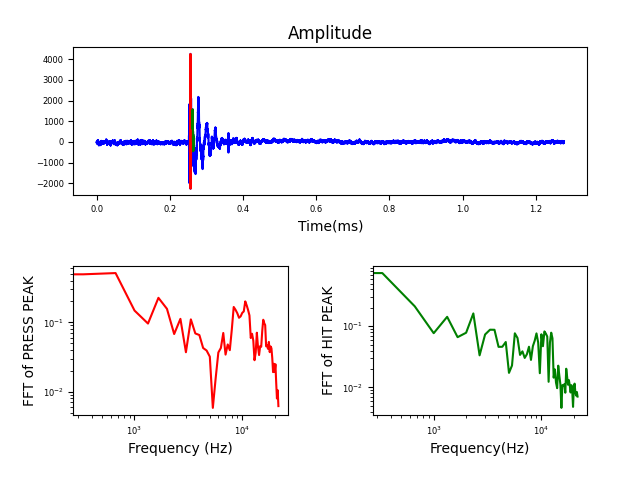 Amplitude
4000
3000
2000
1000
0
−1000
−2000
0.0 0.2 0.4 0.6 0.8 1.0 1.2
Time(ms)
FFT of PRESS PEAK
10⁻¹
10⁻²
10³ 10⁴
Frequency (Hz)
FFT of HIT PEAK
10⁻¹
10⁻²
10³ 10⁴
Frequency(Hz)